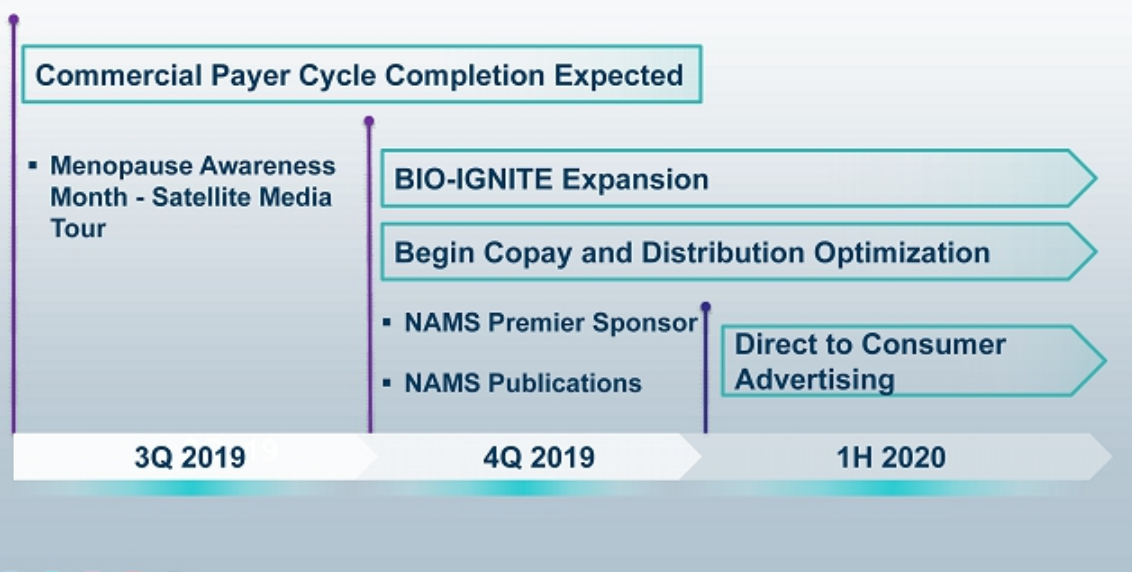 Commercial Payer Cycle Completion Expected
▪ Menopause Awareness
Month - Satellite Media
Tour
BIO-IGNITE Expansion
Begin Copay and Distribution Optimization
▪ NAMS Premier Sponsor
▪ NAMS Publications
Direct to Consumer
Advertising
3Q 2019
4Q 2019
1H 2020